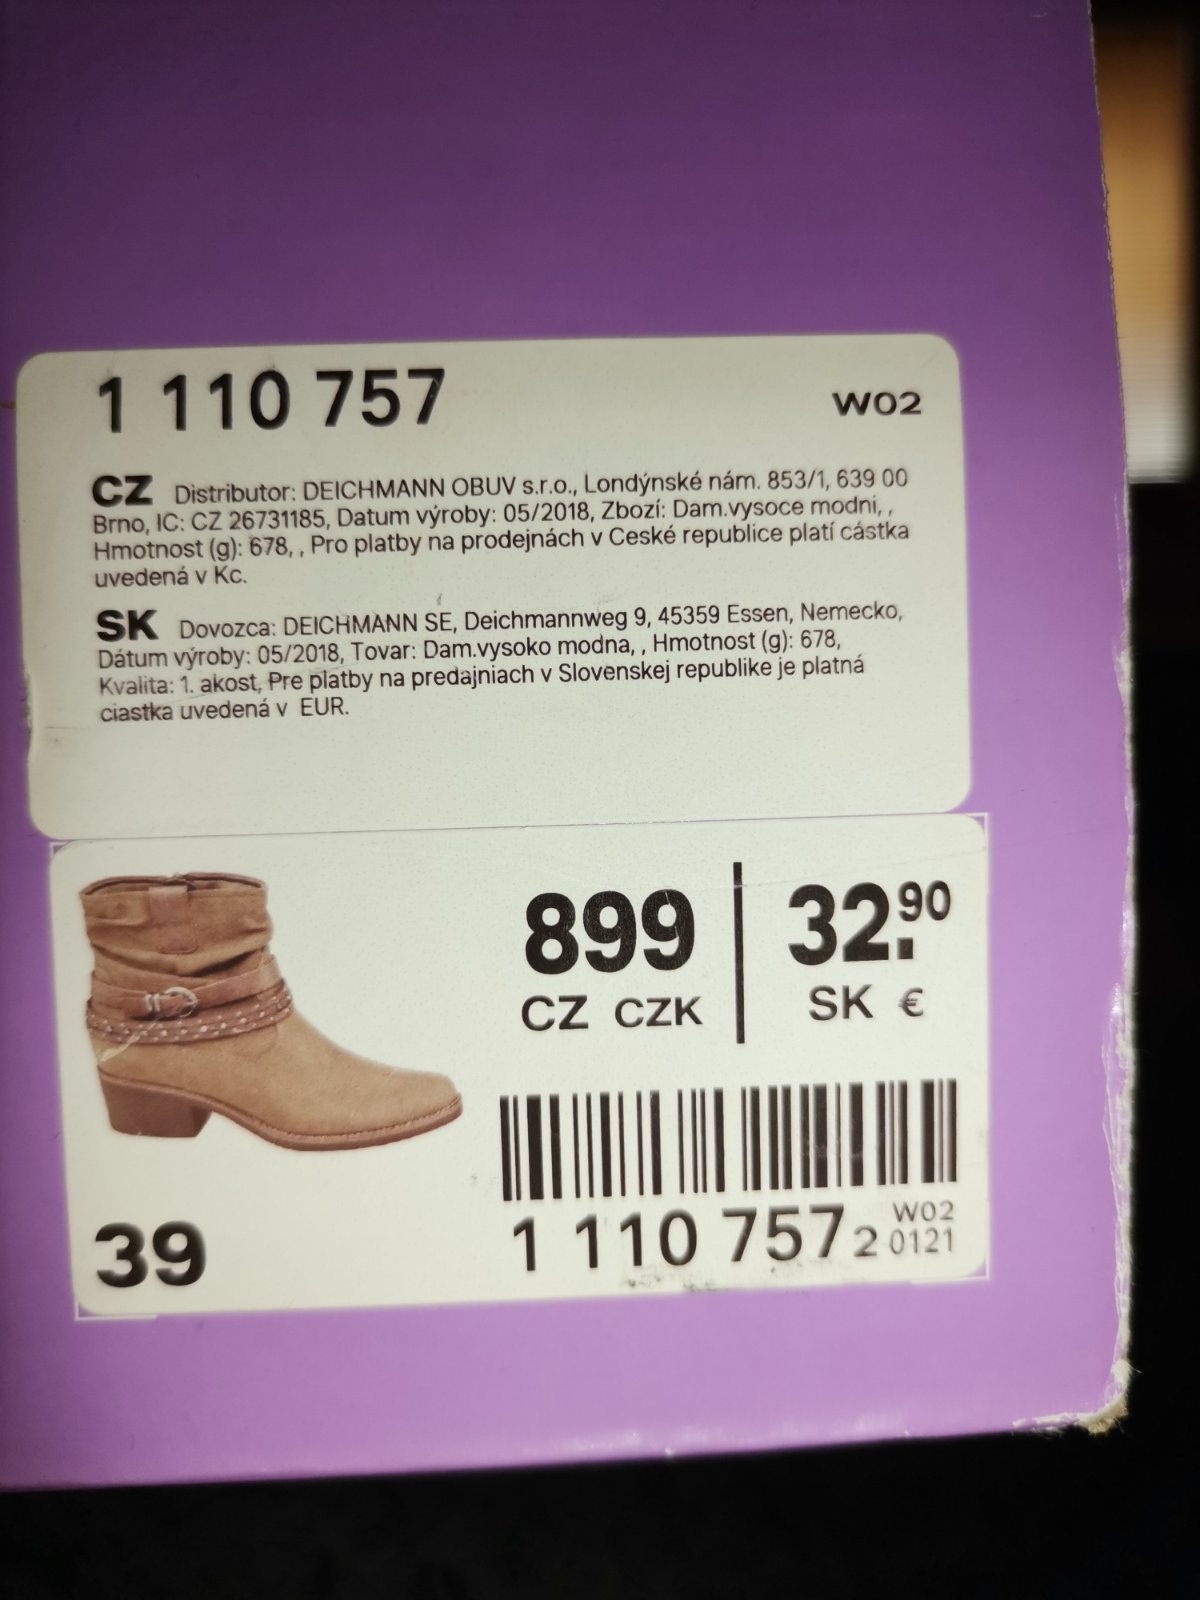 1 110 757 W02
CZ Distributor: DEICHMANN OBUV s.r.o., Londýnské nám. 853/1, 639 00
Brno, IC: CZ 26731185, Datum výroby: 05/2018, Zbozí: Dam.vysoce modni, ,
Hmotnost (g): 678, , Pro platby na prodejnách v Ceské republice platí cástka
uvedená v Kc.
SK Dovozca: DEICHMANN SE, Deichmannweg 9, 45359 Essen, Nemecko,
Dátum výroby: 05/2018, Tovar: Dam.vysoko modna, , Hmotnost (g): 678,
Kvalita: 1. akost, Pre platby na predajniach v Slovenskej republike je platná
ciastka uvedená v EUR.
899 32.90
CZ CZK SK €
39
1 110 757 2 W02 0121